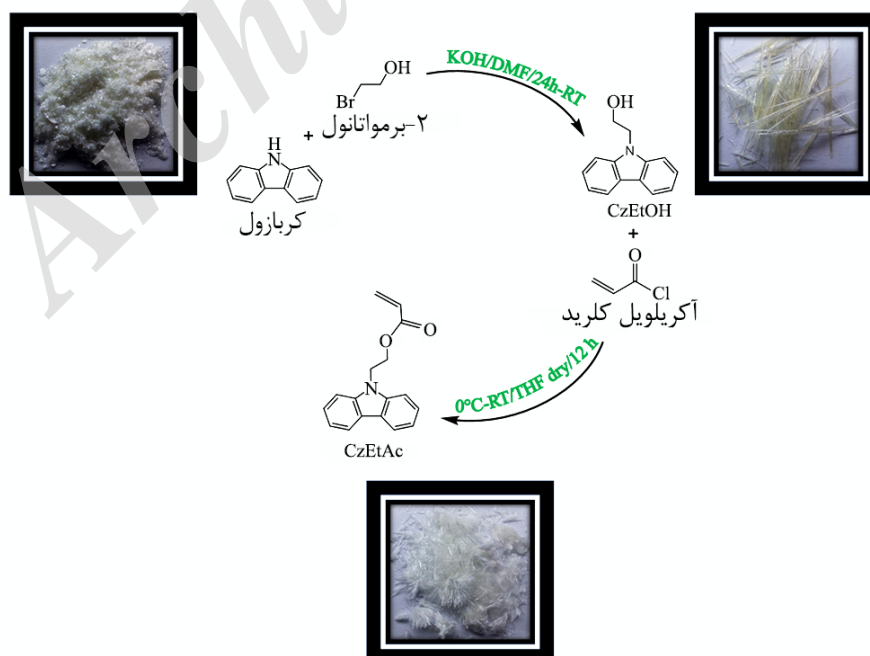 Archi
OH
Br
۲-برمواتانول
+
H
N
کربازول
KOH/DMF/24h-RT
OH
N
CzEtOH
+
O
Cl
آکریلویل کلرید
0°C-RT/THF dry/12 h
O
O
N
CzEtAc